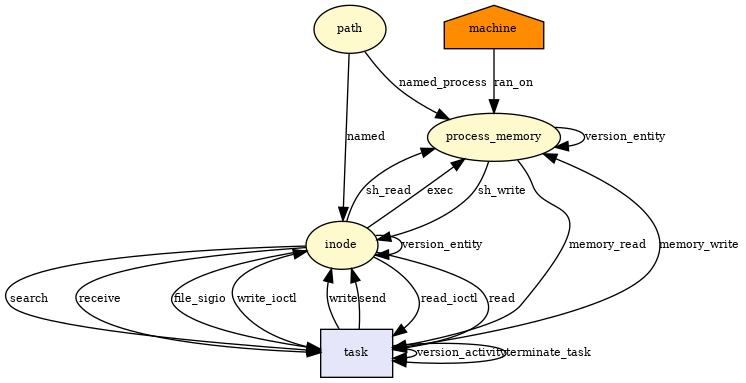 path
machine
named_process
ran_on
named
process_memory
version_entity
sh_read
exec
sh_write
inode
version_entity
memory_read
memory_write
search
receive
file_sigio
write_ioctl
write
send
read_ioctl
read
task
version_activity
terminate_task